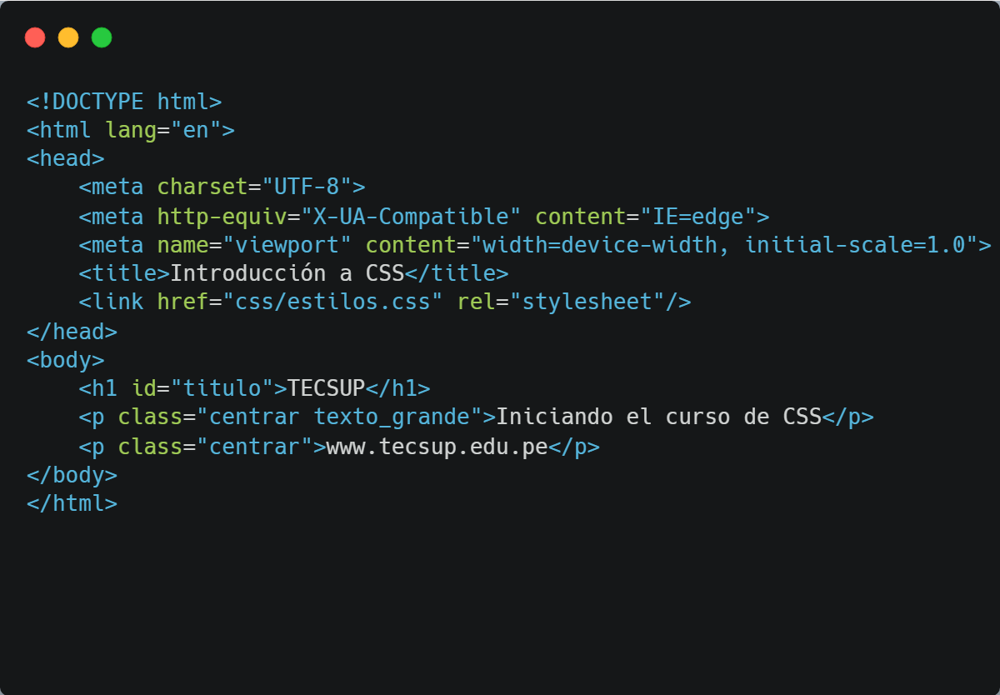 <!DOCTYPE html>
<html lang="en">
<head>
    <meta charset="UTF-8">
    <meta http-equiv="X-UA-Compatible" content="IE=edge">
    <meta name="viewport" content="width=device-width, initial-scale=1.0">
    <title>Introducción a CSS</title>
    <link href="css/estilos.css" rel="stylesheet"/>
</head>
<body>
    <h1 id="titulo">TECSUP</h1>
    <p class="centrar texto_grande">Iniciando el curso de CSS</p>
    <p class="centrar">www.tecsup.edu.pe</p>
</body>
</html>